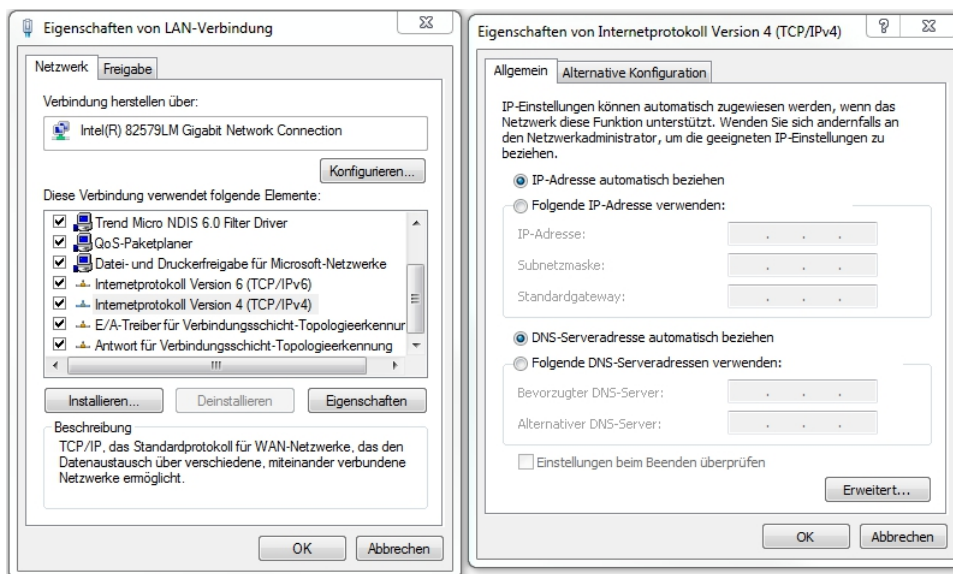 Eigenschaften von LAN-Verbindung
Netzwerk
Freigabe
Verbindung herstellen über:
Intel(R) 82579LM Gigabit Network Connection
Konfigurieren...
Diese Verbindung verwendet folgende Elemente:
Trend Micro NDIS 6.0 Filter Driver
QoS-Paketplaner
Datei- und Druckerfreigabe für Microsoft-Netzwerke
Internetprotokoll Version 6 (TCP/IPv6)
Internetprotokoll Version 4 (TCP/IPv4)
E/A-Treiber für Verbindungsschicht-Topologieerkennur
Antwort für Verbindungsschicht-Topologieerkennung
Installieren...
Deinstallieren
Eigenschaften
Beschreibung
TCP/IP, das Standardprotokoll für WAN-Netzwerke, das den
Datenaustausch über verschiedene, miteinander verbundene
Netzwerke ermöglicht.
OK
Abbrechen
Eigenschaften von Internetprotokoll Version 4 (TCP/IPv4)
Allgemein
Alternative Konfiguration
IP-Einstellungen können automatisch zugewiesen werden, wenn das
Netzwerk diese Funktion unterstützt. Wenden Sie sich andernfalls an
den Netzwerkadministrator, um die geeigneten IP-Einstellungen zu
beziehen.
IP-Adresse automatisch beziehen
Folgende IP-Adresse verwenden:
IP-Adresse:
Subnetzmaske:
Standardgateway:
DNS-Serveradresse automatisch beziehen
Folgende DNS-Serveradressen verwenden:
Bevorzugter DNS-Server:
Alternativer DNS-Server:
Einstellungen beim Beenden überprüfen
Erweitert...
OK
Abbrechen